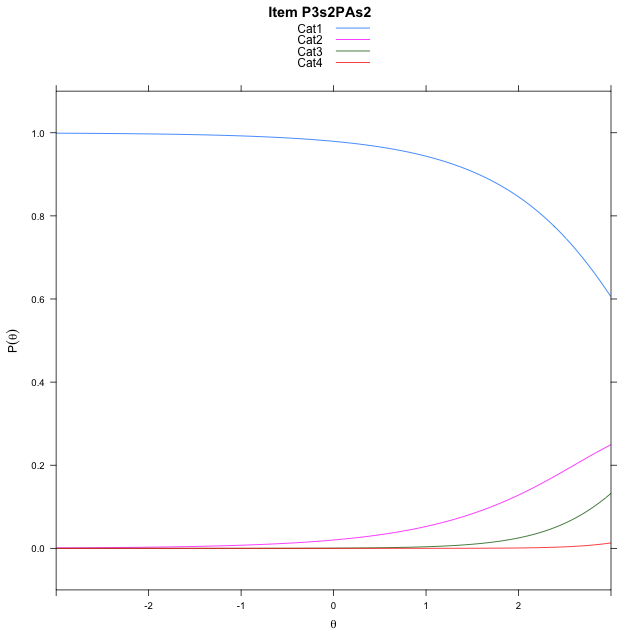 Item P3s2PAs2
Cat1
Cat2
Cat3
Cat4
1.0
0.8
0.6
0.4
0.2
0.0
P(θ)
-2 -1 0 1 2
θ